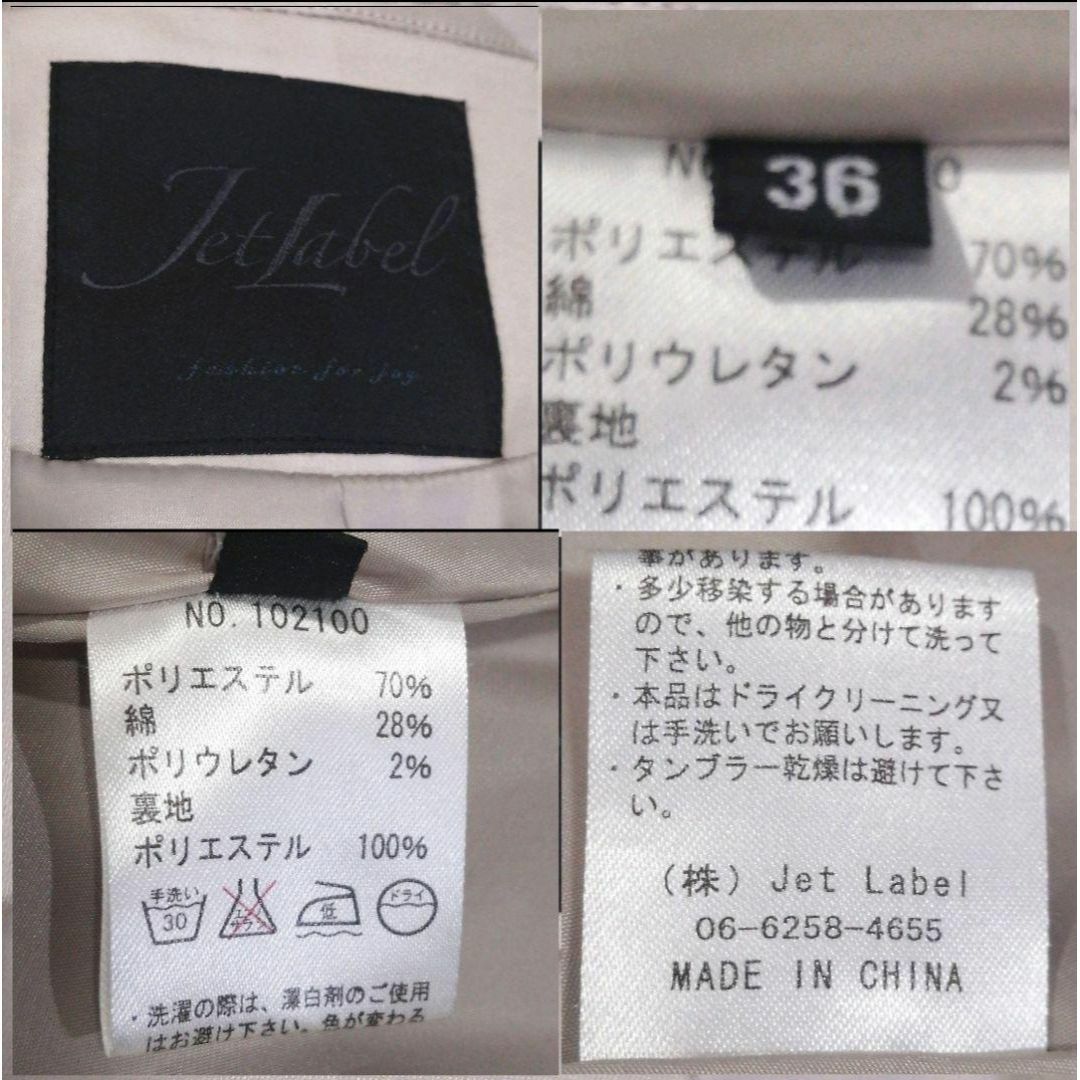 JetLabel
fashion for joy
36
ポリエステル 70%
綿 28%
ポリウレタン 2%
裏地
ポリエステル 100%
NO. 102100
ポリエステル 70%
綿 28%
ポリウレタン 2%
裏地
ポリエステル 100%
手洗い 30 低 ドライ
・洗濯の際は、漂白剤のご使用
はお避け下さい。色が変わる
事があります。
・多少移染する場合があります
ので、他の物と分けて洗って
下さい。
・本品はドライクリーニング又
は手洗いでお願いします。
・タンブラー乾燥は避けて下さ
い。
(株) Jet Label
06-6258-4655
MADE IN CHINA